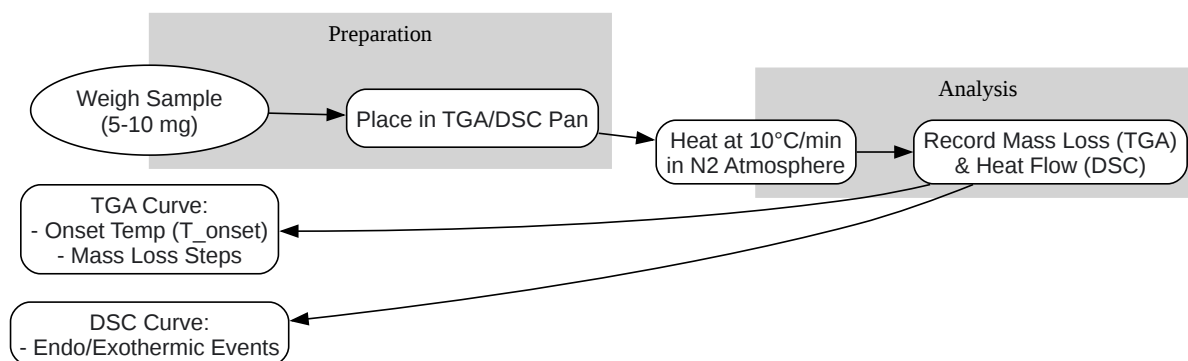 Preparation
Weigh Sample
(5-10 mg)
Place in TGA/DSC Pan
Heat at 10°C/min
in N2 Atmosphere
Analysis
Record Mass Loss (TGA)
& Heat Flow (DSC)
TGA Curve:
- Onset Temp (T_onset)
- Mass Loss Steps
DSC Curve:
- Endo/Exothermic Events